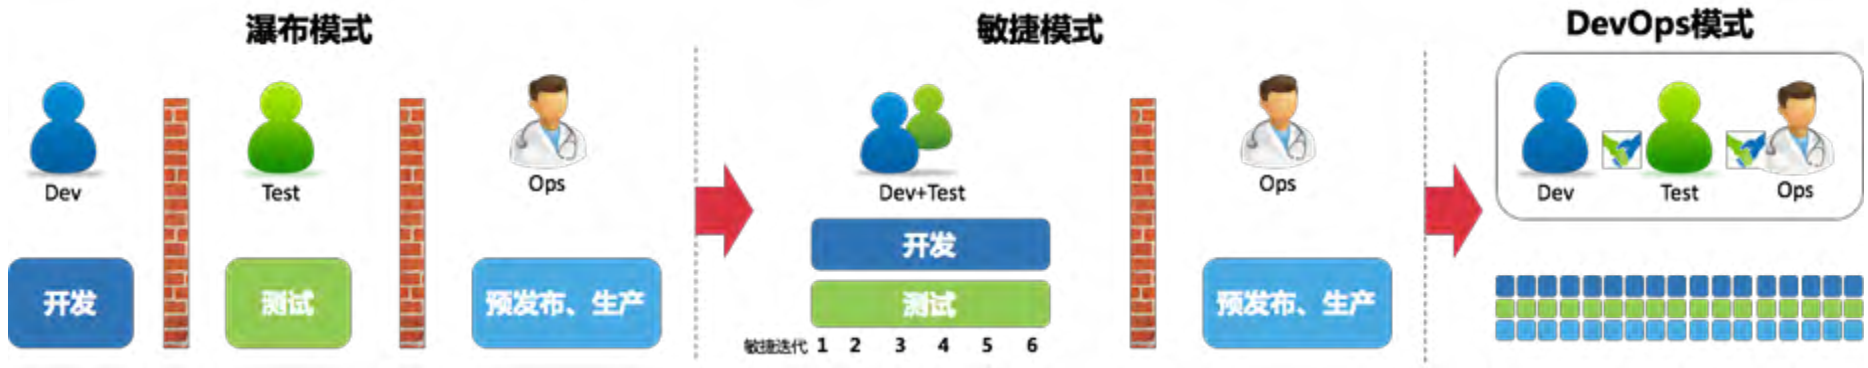 瀑布模式
Dev
Test
Ops
开发
测试
预发布、生产
敏捷模式
Dev+Test
Ops
开发
测试
敏捷迭代 1 2 3 4 5 6
预发布、生产
DevOps模式
Dev
Test
Ops